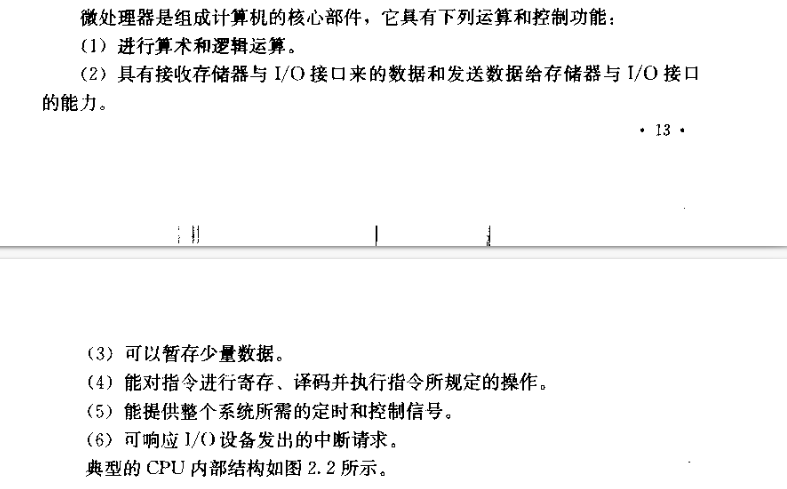 微处理器是组成计算机的核心部件，它具有下列运算和控制功能：
（1）进行算术和逻辑运算。
（2）具有接收存储器与 I/O 接口来的数据和发送数据给存储器与 I/O 接口
的能力。
· 13 ·
（3）可以暂存少量数据。
（4）能对指令进行寄存、译码并执行指令所规定的操作。
（5）能提供整个系统所需的定时和控制信号。
（6）可响应 I/O 设备发出的中断请求。
典型的 CPU 内部结构如图 2.2 所示。